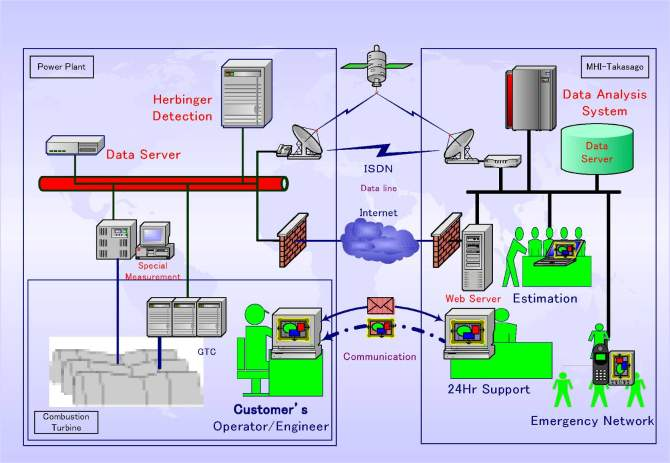 Power Plant
MHI-Takasago
Herbinger
Detection
Data Analysis
System
Data Server
Data
Server
ISDN
Data line
Internet
Special
Measurement
Web Server
Estimation
GTC
Communication
24Hr Support
Customer's
Operator/Engineer
Combustion
Turbine
Emergency Network